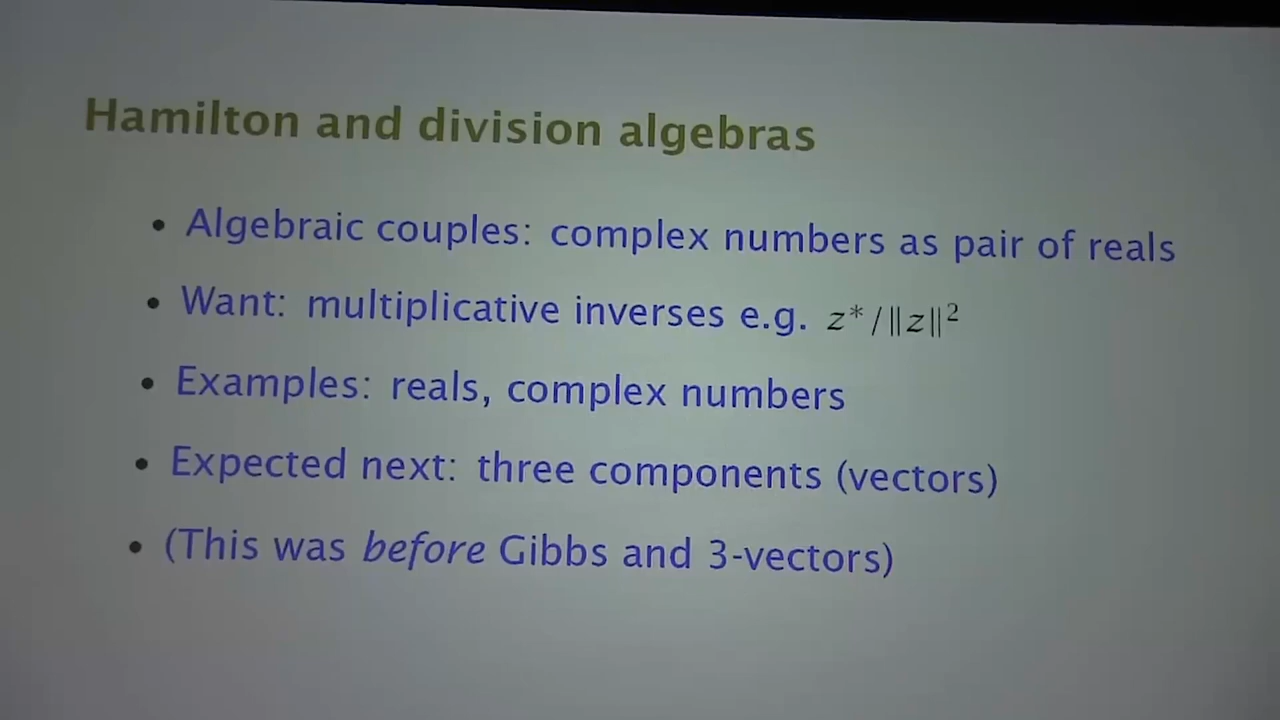 Hamilton and division algebras
• Algebraic couples: complex numbers as pair of reals
• Want: multiplicative inverses e.g. z*/‖z‖²
• Examples: reals, complex numbers
• Expected next: three components (vectors)
• (This was before Gibbs and 3-vectors)